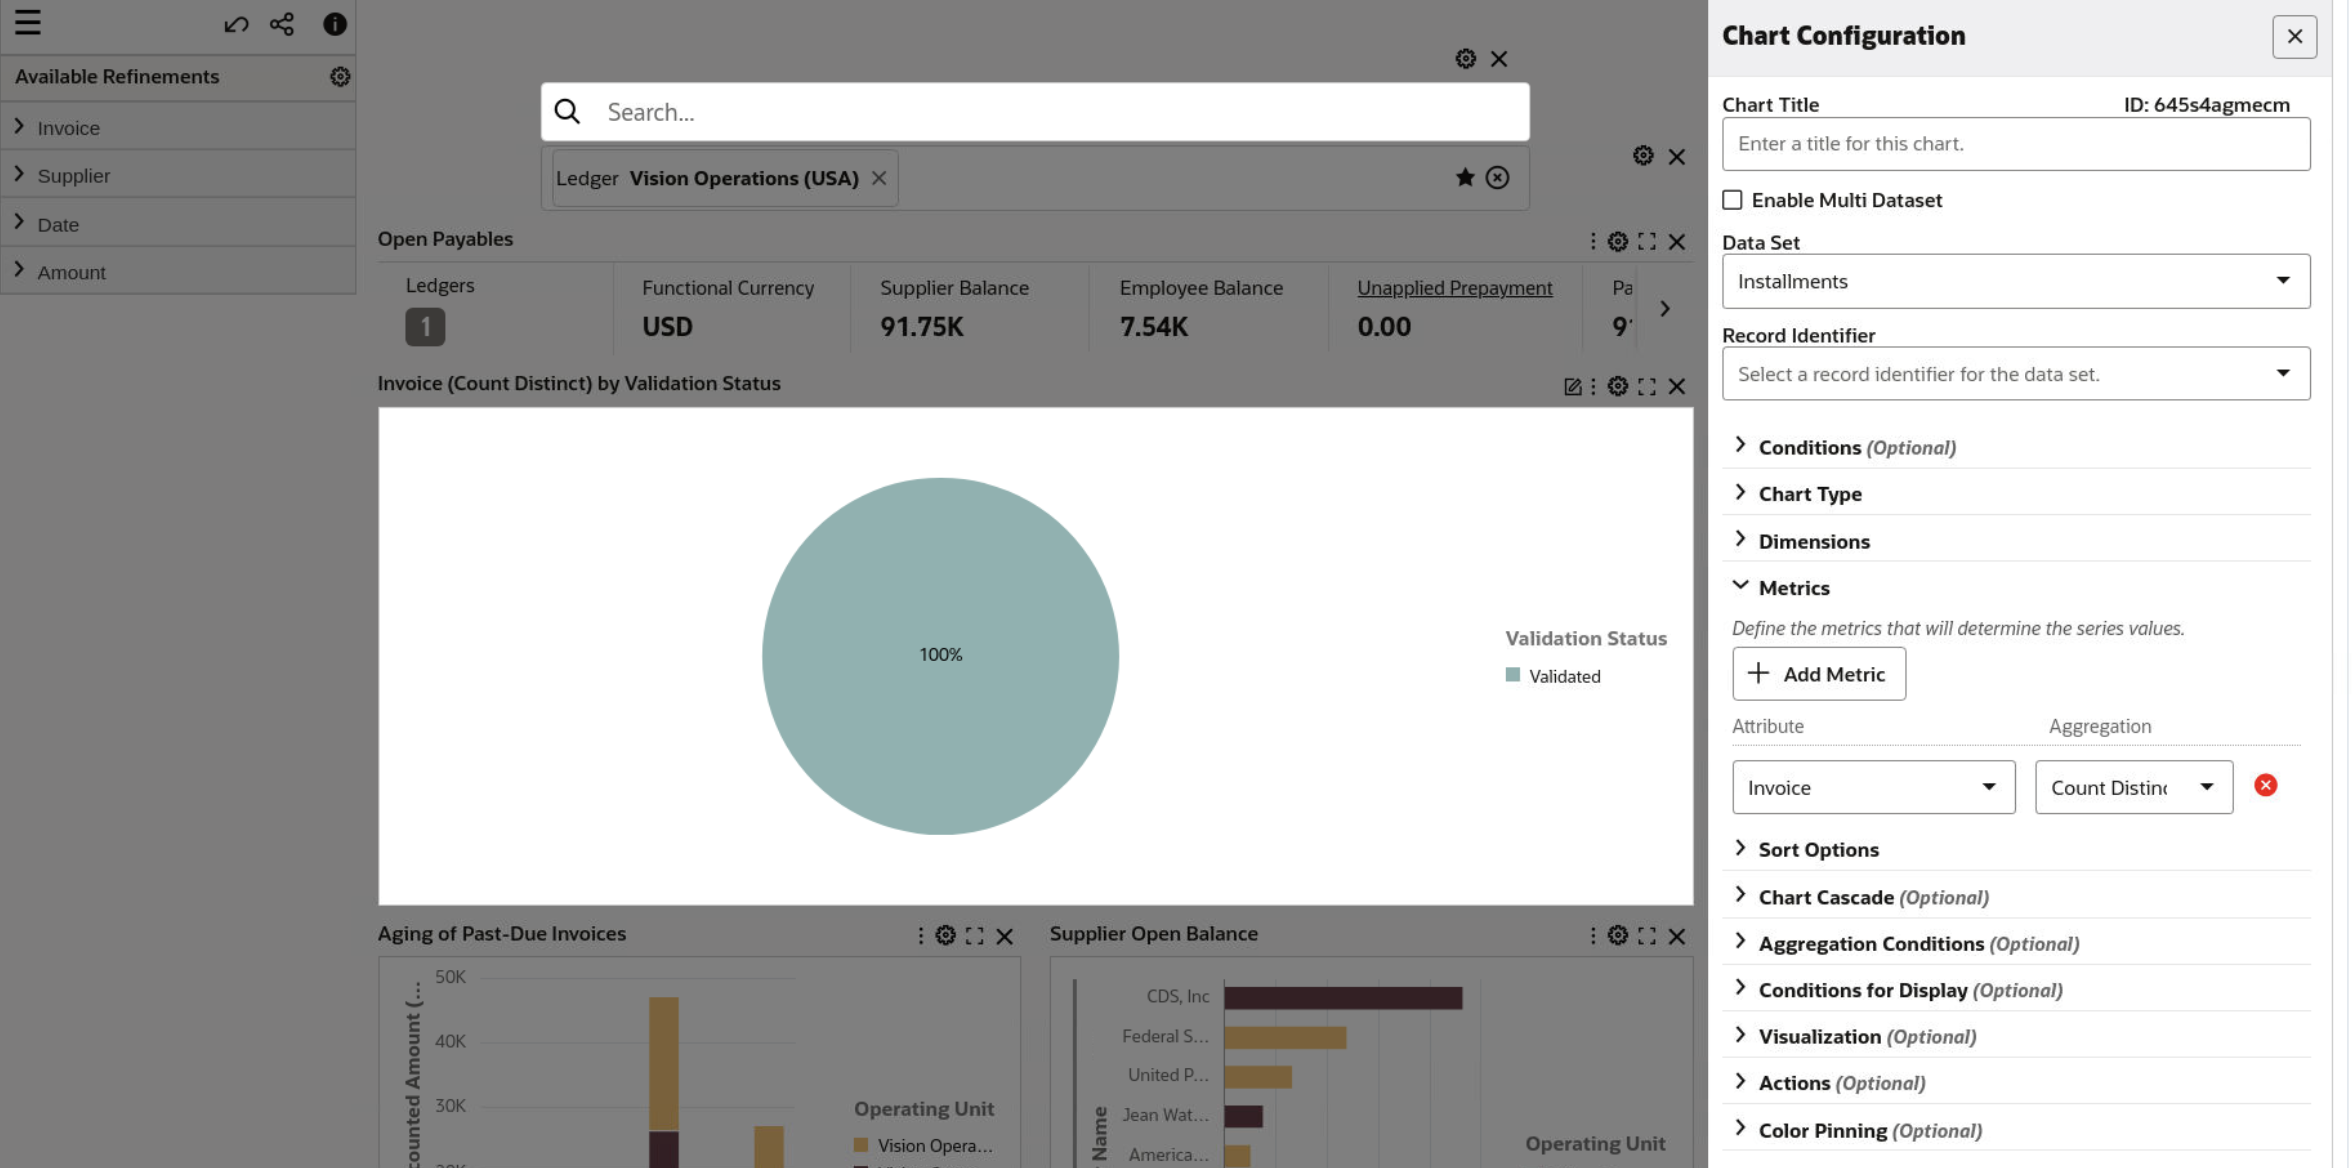 Available Refinements
Invoice
Supplier
Date
Amount
Search...
Ledger Vision Operations (USA)
Open Payables
Ledgers
1
Functional Currency
USD
Supplier Balance
91.75K
Employee Balance
7.54K
Unapplied Prepayment
0.00
Invoice (Count Distinct) by Validation Status
100%
Validation Status
Validated
Aging of Past-Due Invoices
50K
40K
30K
Operating Unit
Vision Opera...
Supplier Open Balance
CDS, Inc
Federal S...
United P...
Jean Wat...
America...
Name
Operating Unit
Chart Configuration
Chart Title
ID: 645s4agmecm
Enter a title for this chart.
Enable Multi Dataset
Data Set
Installments
Record Identifier
Select a record identifier for the data set.
Conditions (Optional)
Chart Type
Dimensions
Metrics
Define the metrics that will determine the series values.
Add Metric
Attribute
Aggregation
Invoice
Count Distinc
Sort Options
Chart Cascade (Optional)
Aggregation Conditions (Optional)
Conditions for Display (Optional)
Visualization (Optional)
Actions (Optional)
Color Pinning (Optional)